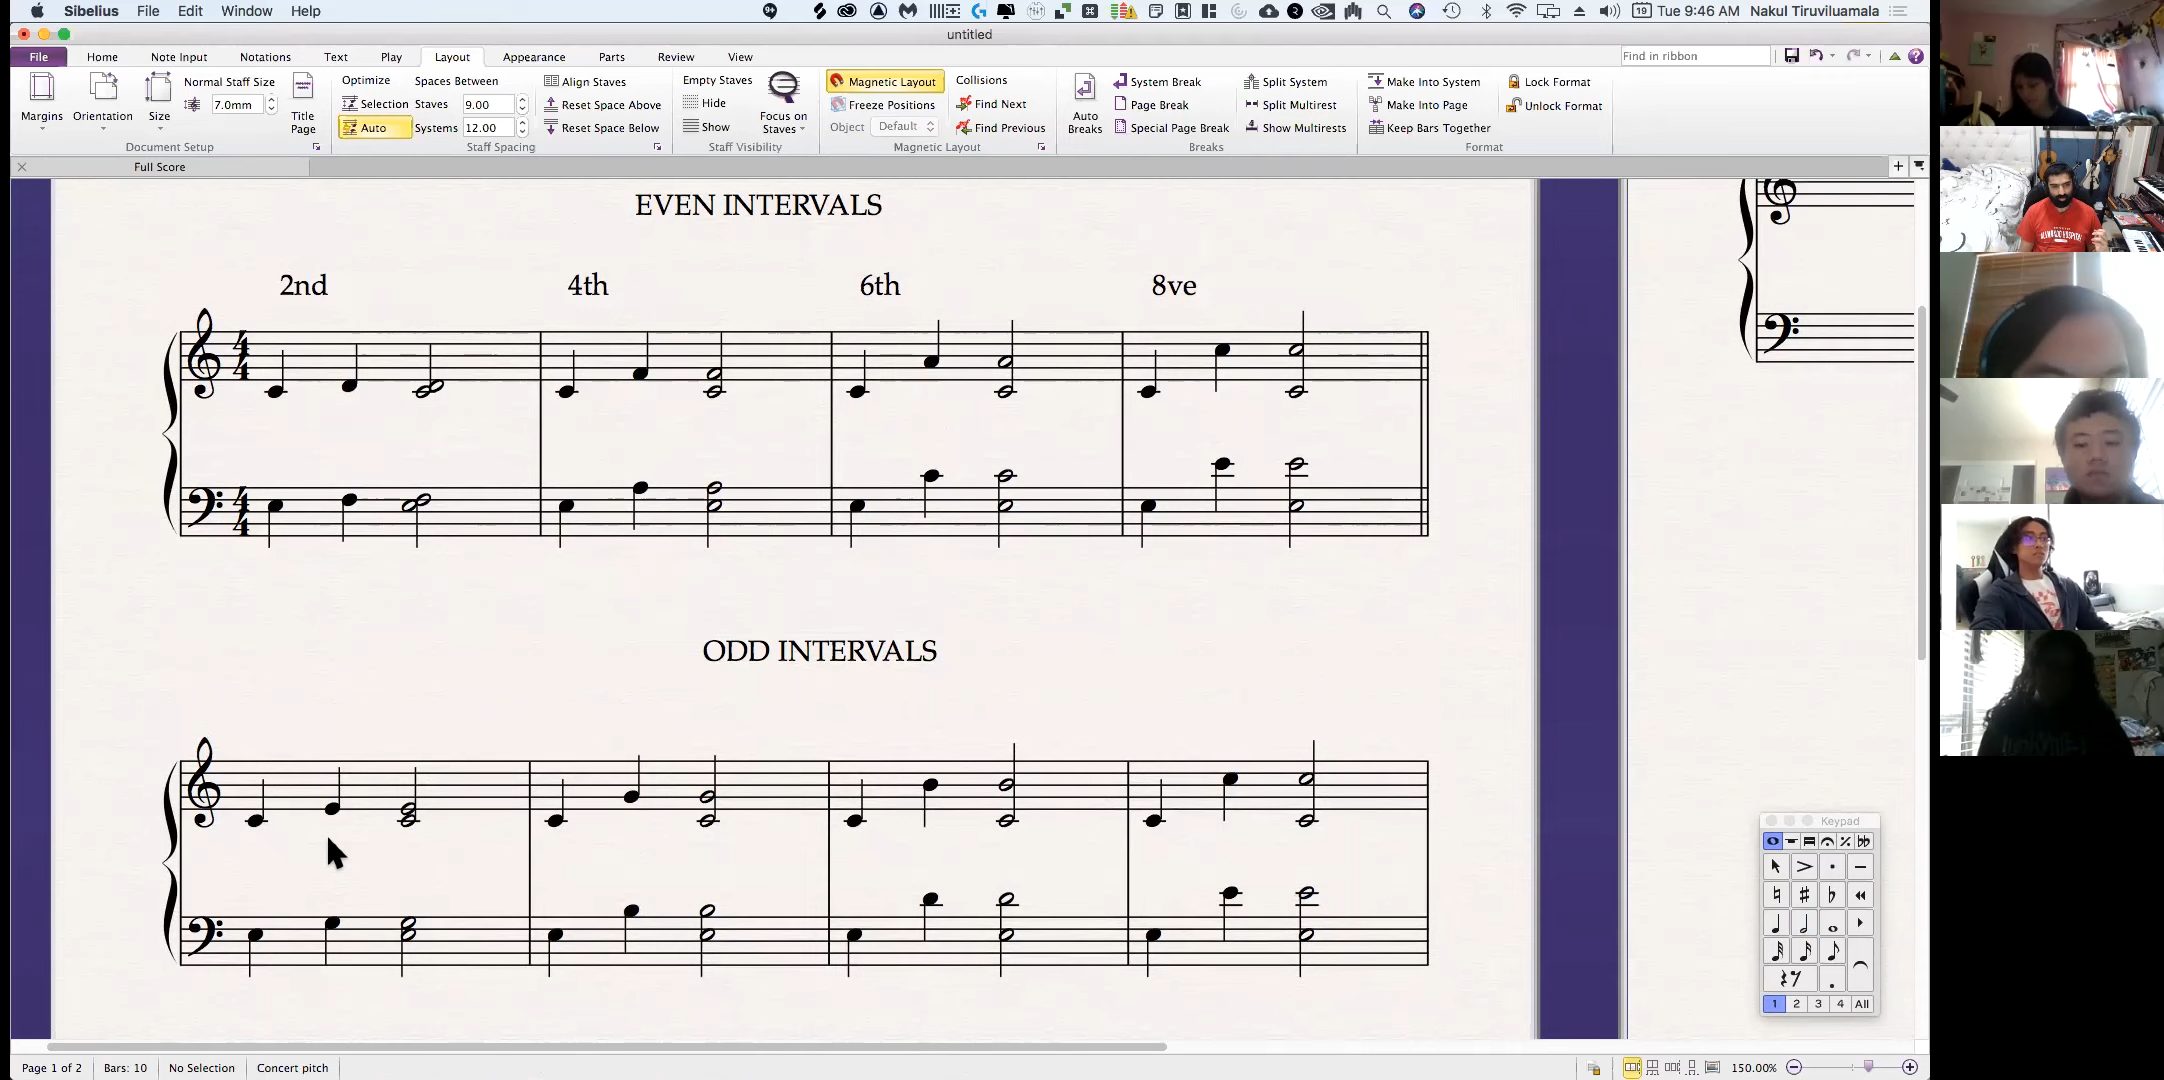 Sibelius File Edit Window Help
Tue 9:46 AM Nakul Tiruviluamala
untitled
File Home Note Input Notations Text Play Layout Appearance Parts Review View Find in ribbon
Margins Orientation Size Normal Staff Size 7.0mm Title Page
Document Setup
Optimize Selection Auto Spaces Between Staves 9.00 Systems 12.00 Align Staves Reset Space Above Reset Space Below
Staff Spacing
Empty Staves Hide Show Focus on Staves
Staff Visibility
Magnetic Layout Freeze Positions Object Default Collisions Find Next Find Previous
Magnetic Layout
Auto Breaks System Break Page Break Special Page Break Split System Split Multirest Show Multirests
Breaks
Make Into System Make Into Page Keep Bars Together Lock Format Unlock Format
Format
Full Score
EVEN INTERVALS
2nd 4th 6th 8ve
ODD INTERVALS
Keypad
1 2 3 4 All
Page 1 of 2 Bars: 10 No Selection Concert pitch 150.00%